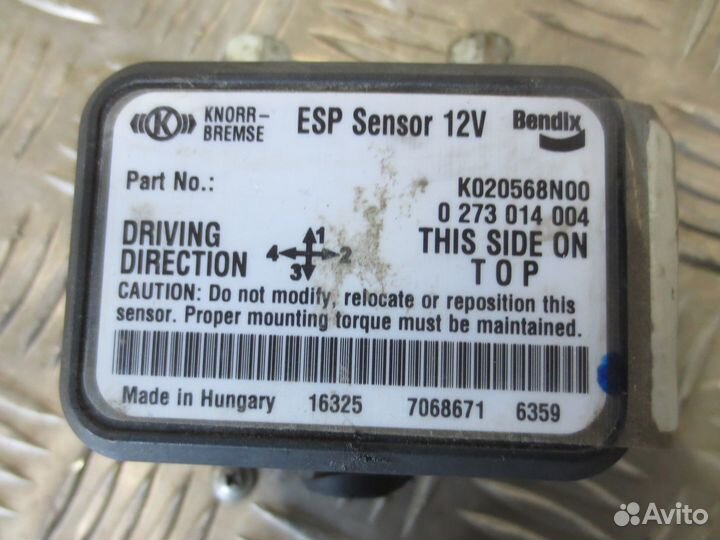 KNORR-
BREMSE
ESP Sensor 12V
Bendix
Part No.:
K020568N00
0 273 014 004
DRIVING
DIRECTION
1
4 2
3
THIS SIDE ON
TOP
CAUTION: Do not modify, relocate or reposition this
sensor. Proper mounting torque must be maintained.
Made in Hungary 16325 7068671 6359
Avito